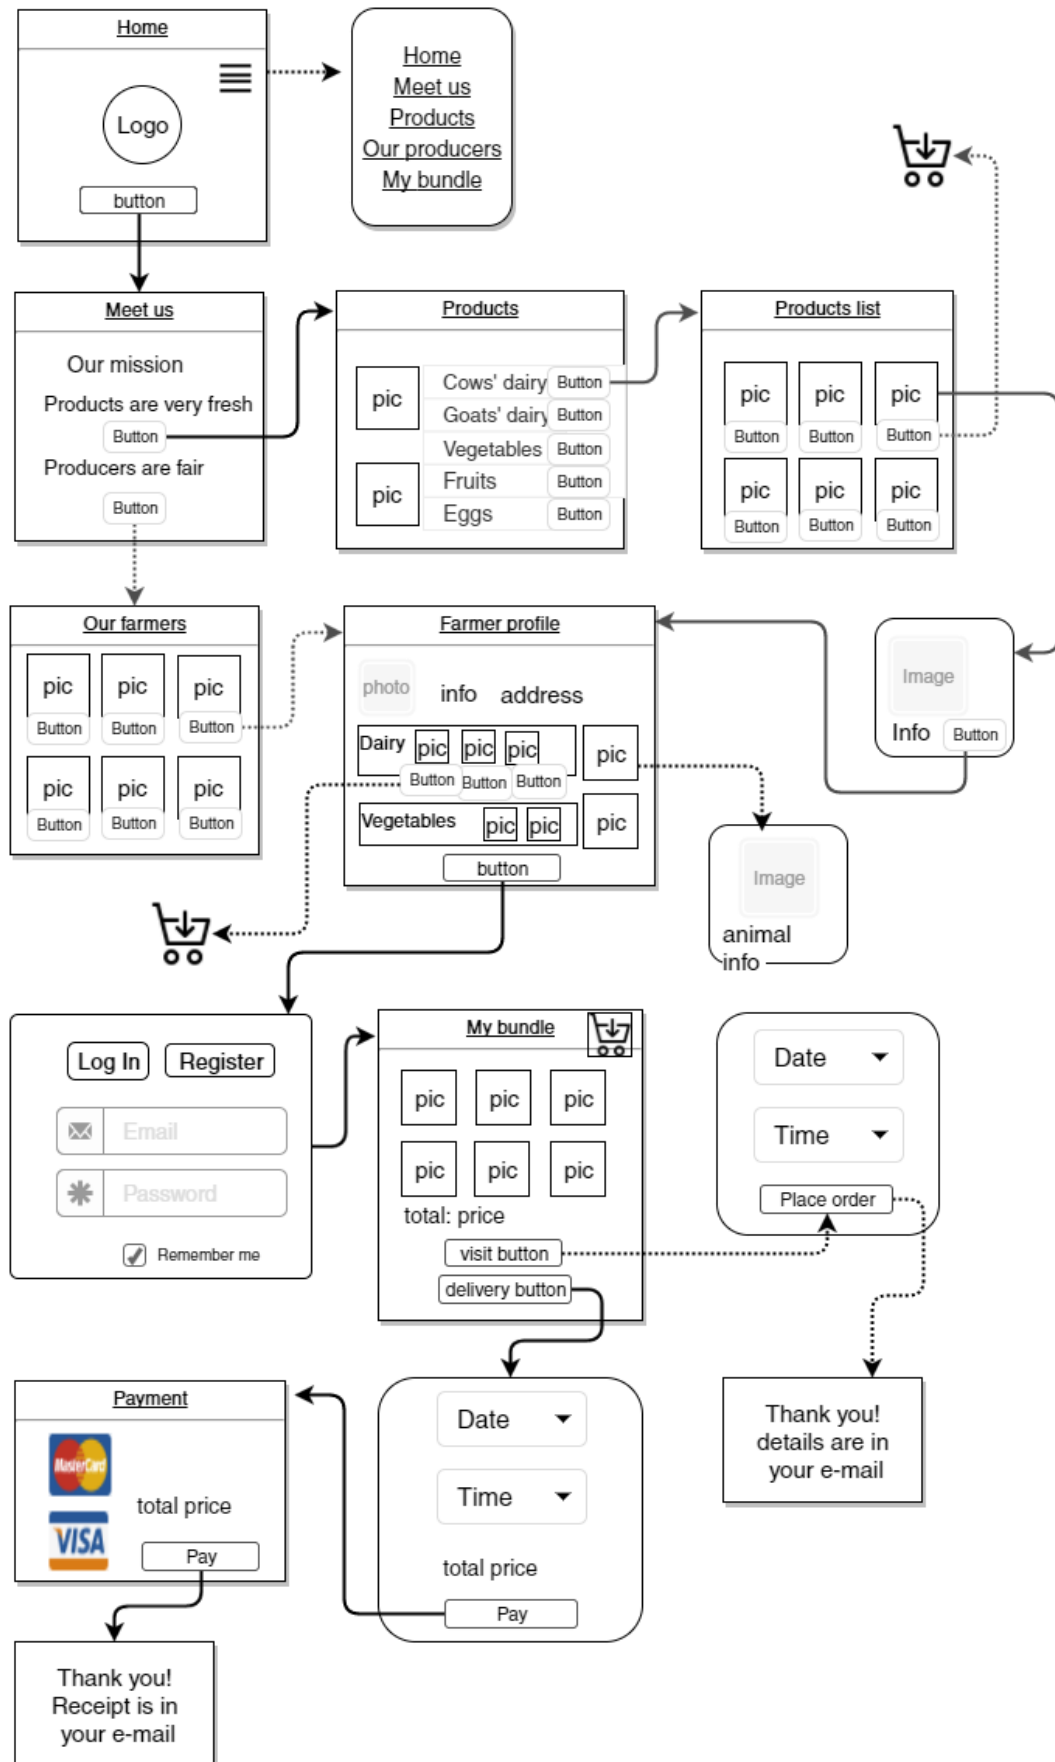 Home
Logo
button
Home
Meet us
Products
Our producers
My bundle
Meet us
Our mission
Products are very fresh
Button
Producers are fair
Button
Products
pic
pic
Cows' dairy Button
Goats' dairy Button
Vegetables Button
Fruits Button
Eggs Button
Products list
pic pic pic
Button Button Button
pic pic pic
Button Button Button
Our farmers
pic pic pic
Button Button Button
pic pic pic
Button Button Button
Farmer profile
photo info address
Dairy pic pic pic pic
Button Button Button
Vegetables pic pic pic
button
Image
Info Button
Image
animal
info
Log In Register
Email
Password
Remember me
My bundle
pic pic pic
pic pic pic
total: price
visit button
delivery button
Date
Time
Place order
Thank you!
details are in
your e-mail
Date
Time
total price
Pay
Payment
MasterCard
VISA
total price
Pay
Thank you!
Receipt is in
your e-mail